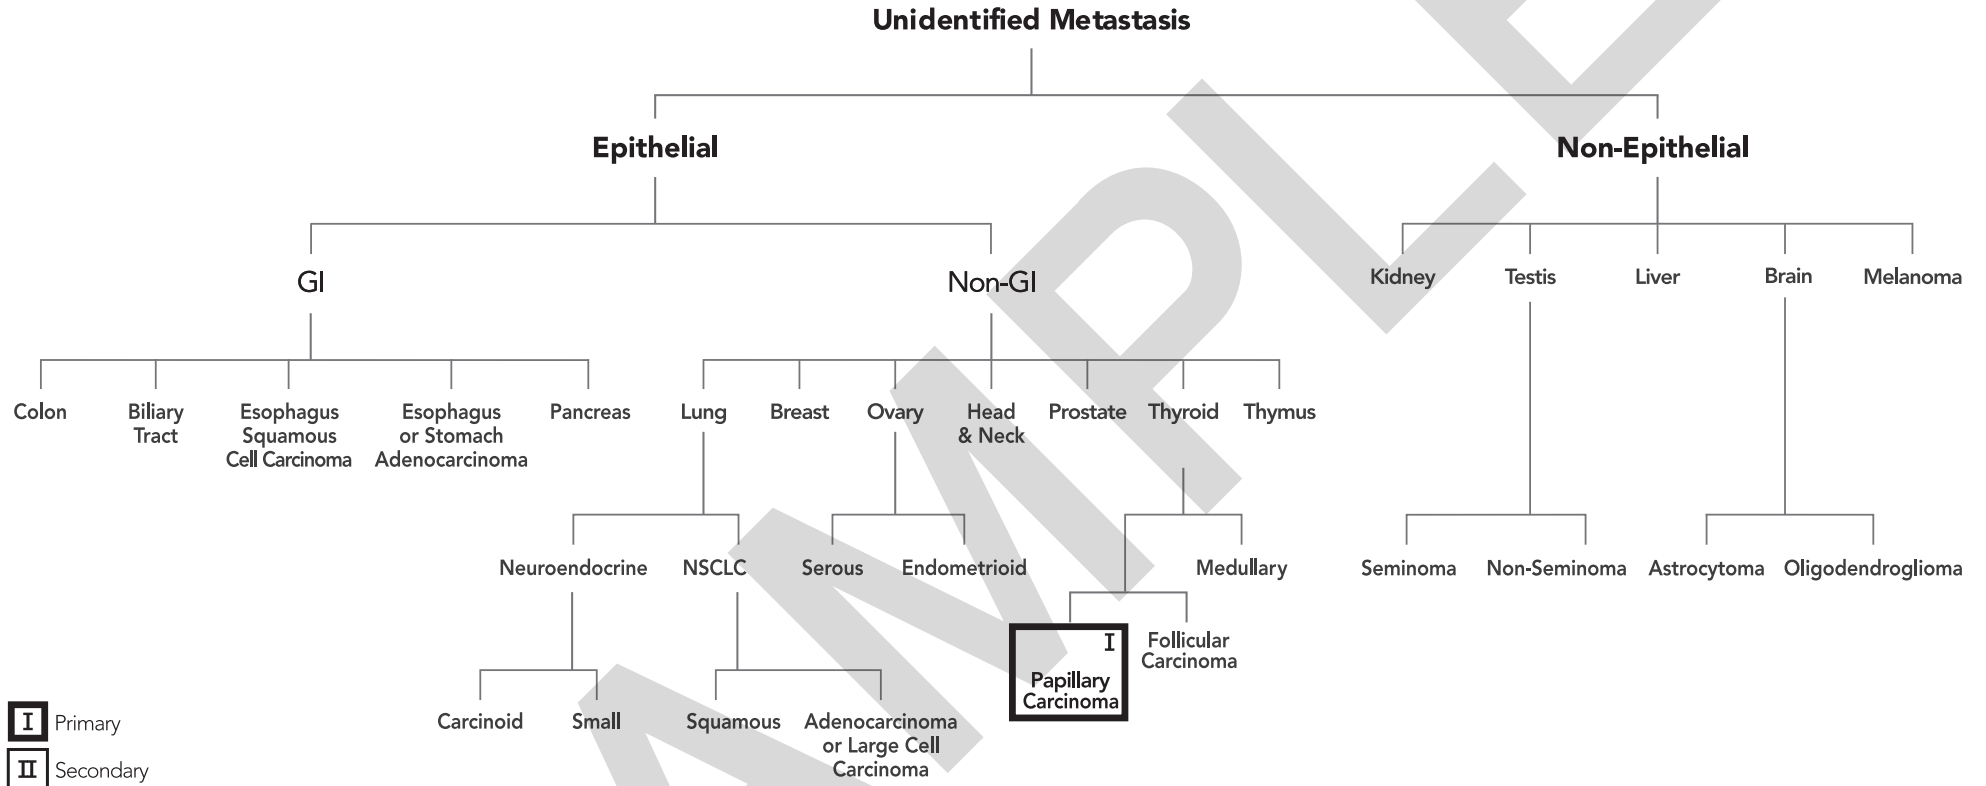 Unidentified Metastasis
Epithelial
Non-Epithelial
GI
Non-GI
Kidney
Testis
Liver
Brain
Melanoma
Colon
Biliary
Tract
Esophagus
Squamous
Cell Carcinoma
Esophagus
or Stomach
Adenocarcinoma
Pancreas
Lung
Breast
Ovary
Head
& Neck
Prostate
Thyroid
Thymus
Neuroendocrine
NSCLC
Serous
Endometrioid
Medullary
Seminoma
Non-Seminoma
Astrocytoma
Oligodendroglioma
I
Papillary
Carcinoma
Follicular
Carcinoma
Carcinoid
Small
Squamous
Adenocarcinoma
or Large Cell
Carcinoma
I Primary
II Secondary
AMPLE